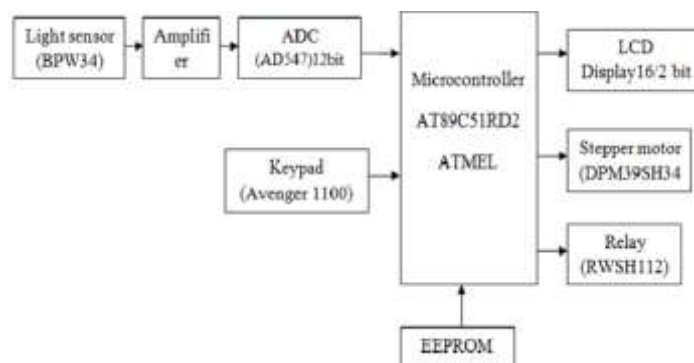 Light sensor
(BPW34)
Amplifi
er
ADC
(AD547)12bit
Microcontroller
AT89C51RD2
ATMEL
LCD
Display16/2 bit
Keypad
(Avenger 1100)
Stepper motor
(DPM39SH34
Relay
(RWSH112)
EEPROM